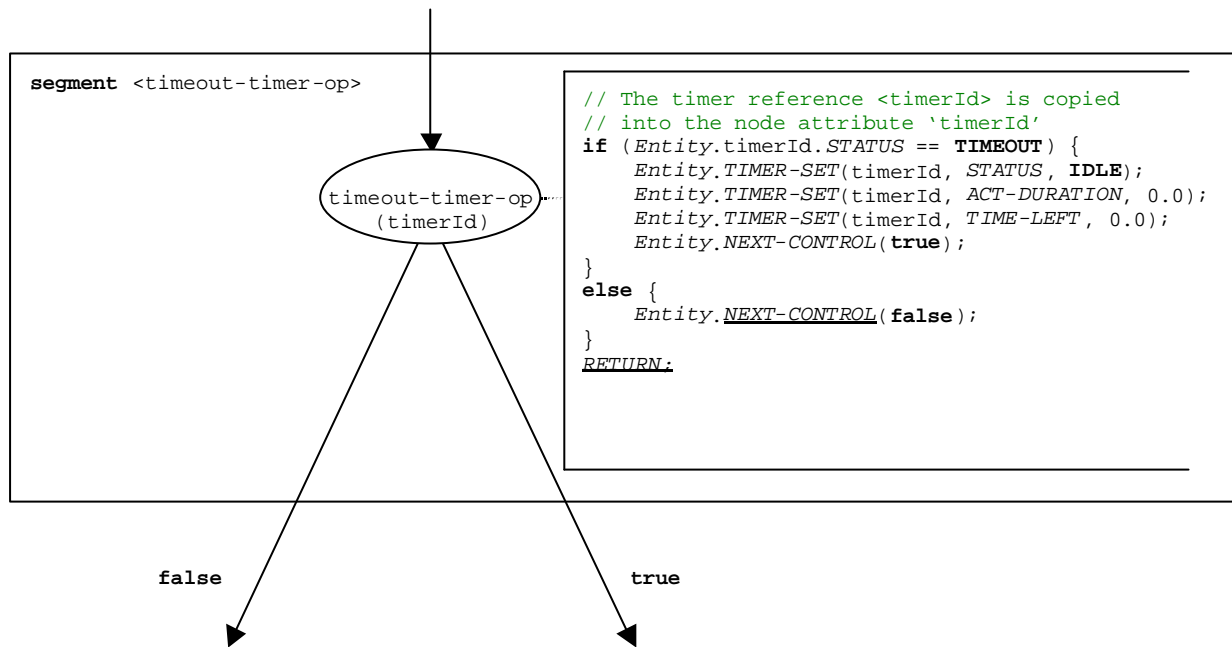 segment <timeout-timer-op>
timeout-timer-op
(timerId)
// The timer reference <timerId> is copied
// into the node attribute ‘timerId’
if (Entity.timerId.STATUS == TIMEOUT) {
Entity.TIMER-SET(timerId, STATUS, IDLE);
Entity.TIMER-SET(timerId, ACT-DURATION, 0.0);
Entity.TIMER-SET(timerId, TIME-LEFT, 0.0);
Entity.NEXT-CONTROL(true);
}
else {
Entity.NEXT-CONTROL(false);
}
RETURN;
false
true